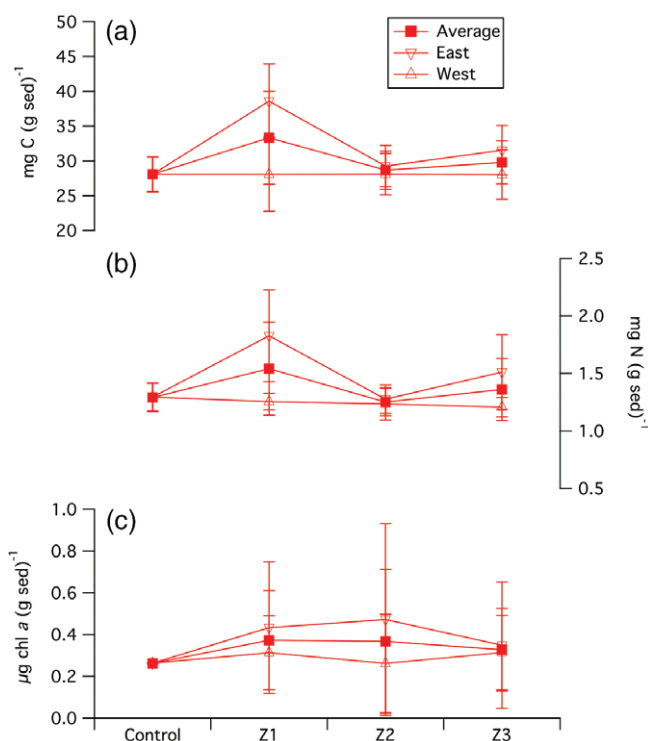 (a)
Average
East
West
mg C (g sed)-1
50
45
40
35
30
25
20
(b)
mg N (g sed)-1
2.5
2.0
1.5
1.0
0.5
(c)
µg chl a (g sed)-1
1.0
0.8
0.6
0.4
0.2
0.0
Control Z1 Z2 Z3